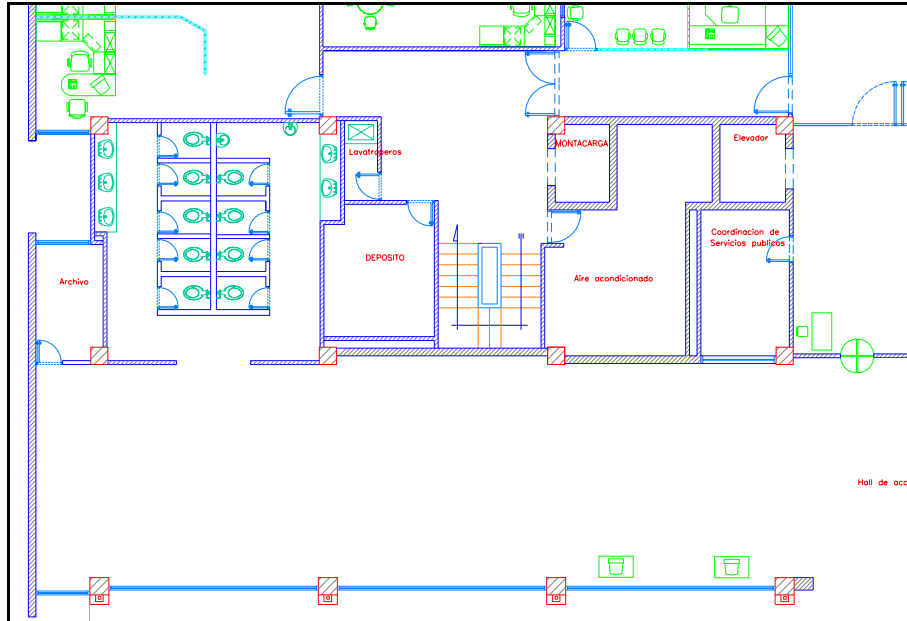 Elevador
MONTACARGA
Lavatraperos
Coordinacion de
Servicios publicos
DEPOSITO
Aire acondicionado
Archivo
Hall de acc